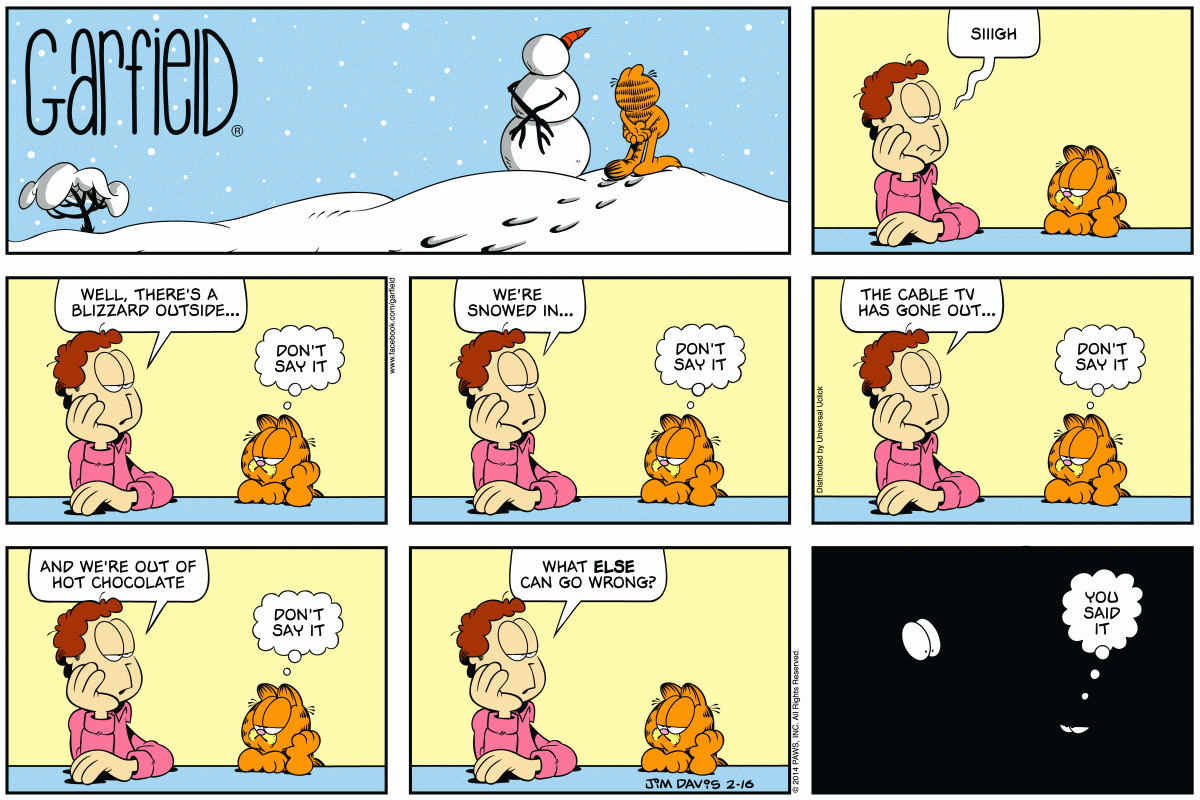 GARFIELD®
SIIIGH
WELL, THERE'S A
BLIZZARD OUTSIDE...
DON'T
SAY IT
www.facebook.com/garfield
WE'RE
SNOWED IN...
DON'T
SAY IT
THE CABLE TV
HAS GONE OUT...
DON'T
SAY IT
Distributed by Universal Uclick
AND WE'RE OUT OF
HOT CHOCOLATE
DON'T
SAY IT
WHAT ELSE
CAN GO WRONG?
JIM DAVIS 2-16
© 2014 PAWS, INC. All Rights Reserved.
YOU
SAID
IT